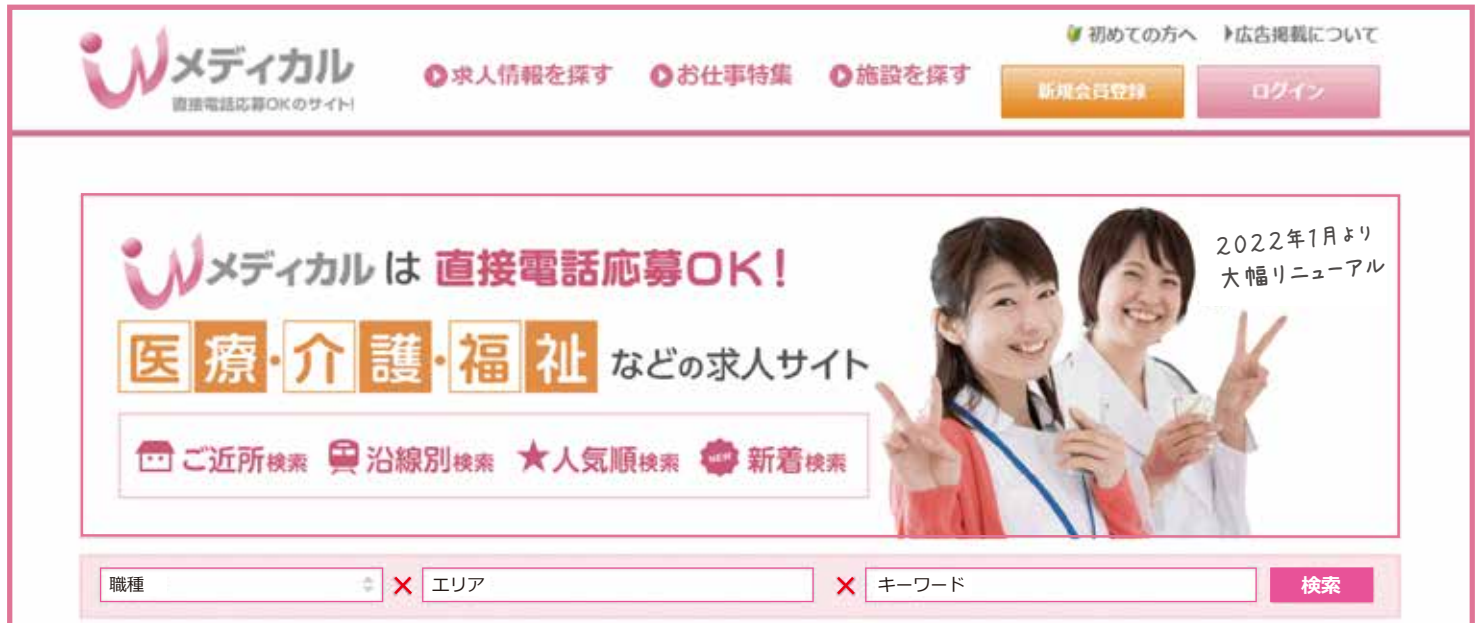 初めての方へ 広告掲載について
メディカル
直接電話応募OKのサイト!
求人情報を探す お仕事特集 施設を探す
新規会員登録 ログイン
メディカルは直接電話応募OK!
2022年1月より
大幅リニューアル
医療・介護・福祉などの求人サイト
ご近所検索 沿線別検索 人気順検索 NEW 新着検索
職種 × エリア × キーワード 検索